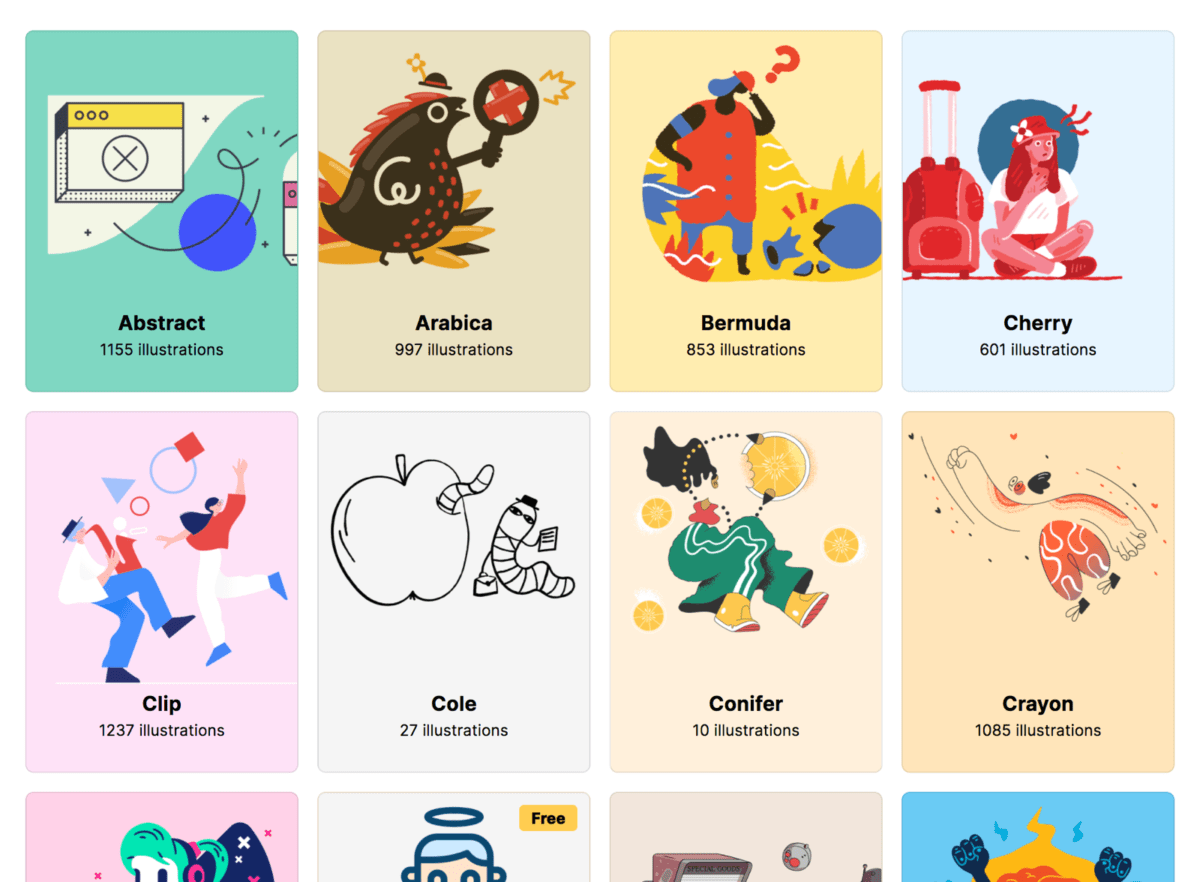 Abstract
1155 illustrations
Arabica
997 illustrations
Bermuda
853 illustrations
Cherry
601 illustrations
Clip
1237 illustrations
Cole
27 illustrations
Conifer
10 illustrations
Crayon
1085 illustrations
Free
SPECIAL GOODS